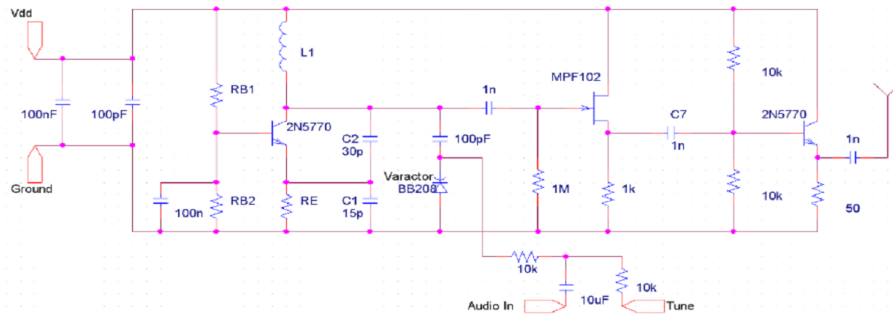 Vdd
L1
RB1
MPF102
10k
C7
2N5770
2N5770
100nF
100pF
C2
30p
1n
100pF
1n
1n
Varactor
BB208
Ground
100n
RB2
RE
C1
15p
1M
1k
10k
50
10k
10k
10uF
Audio In
Tune